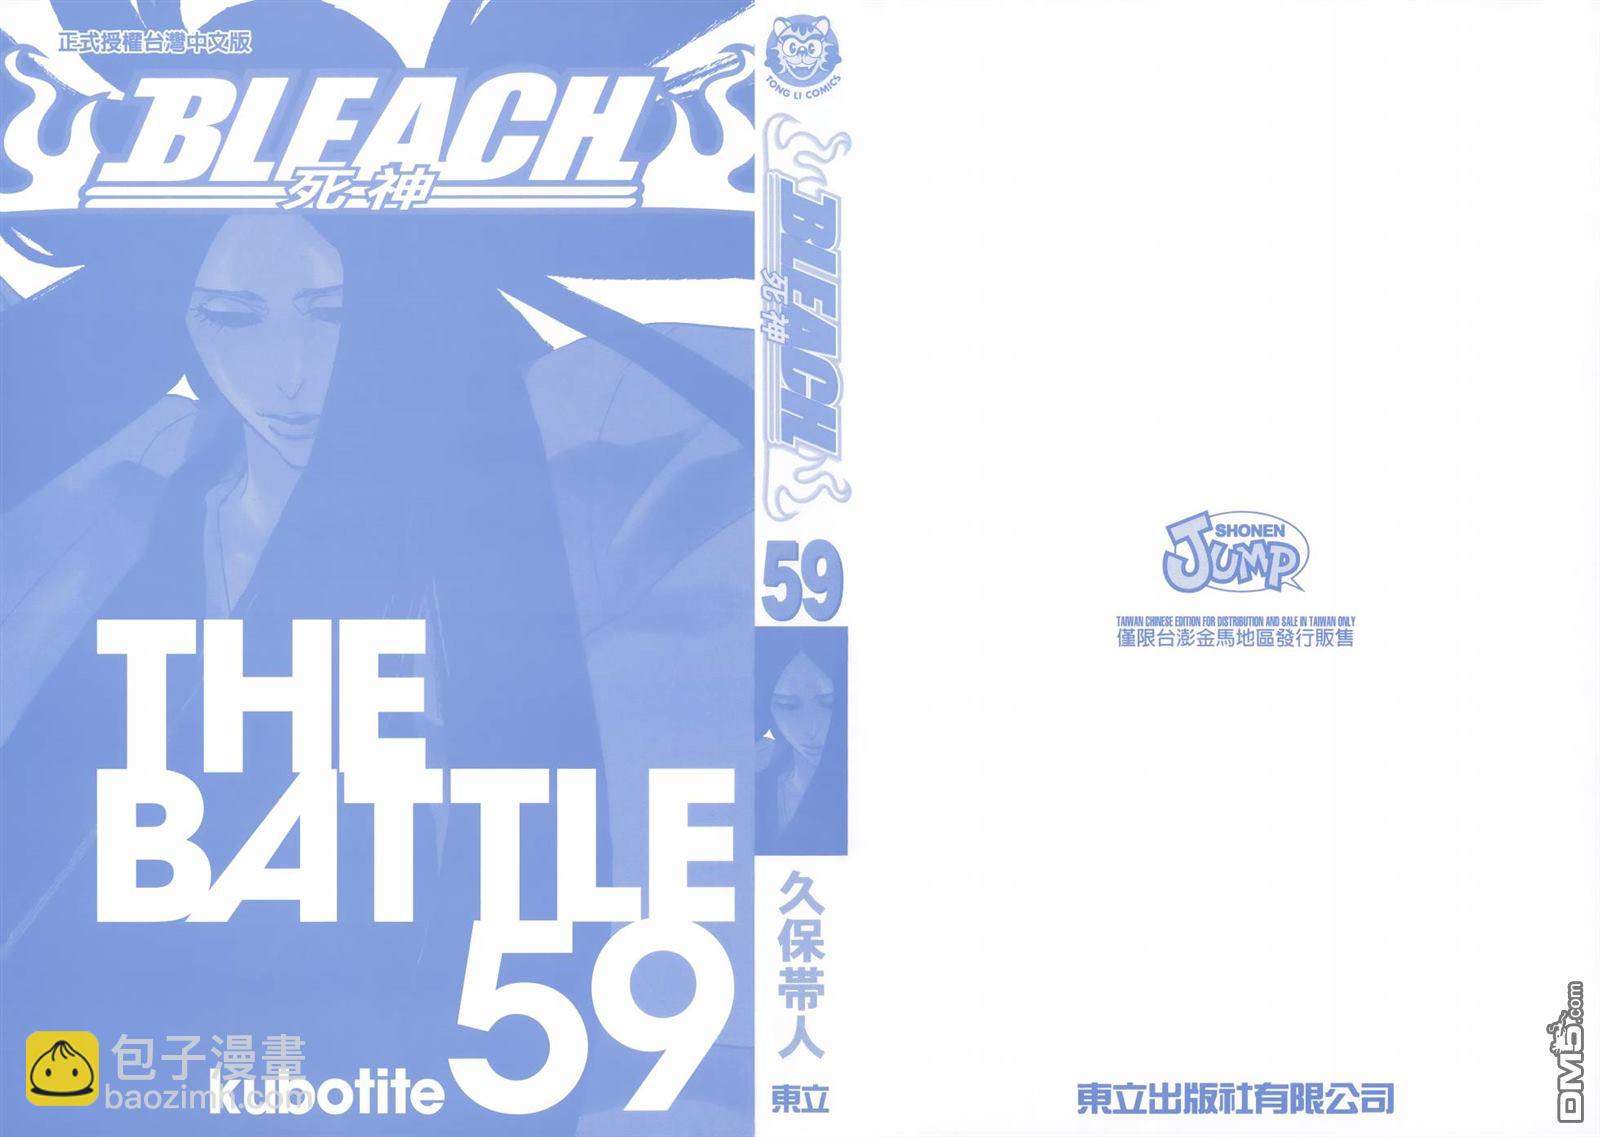 正式授權台灣中文版
BLEACH
死神
THE
BATTLE
59
kubotite
包子漫畫
baozimh.org
TONG LI COMICS
BLEACH
死神
59
久保帯人
東立
SHONEN
JUMP
TAIWAN CHINESE EDITION FOR DISTRIBUTION AND SALE IN TAIWAN ONLY
僅限台澎金馬地區發行販售
東立出版社有限公司
DM5.com